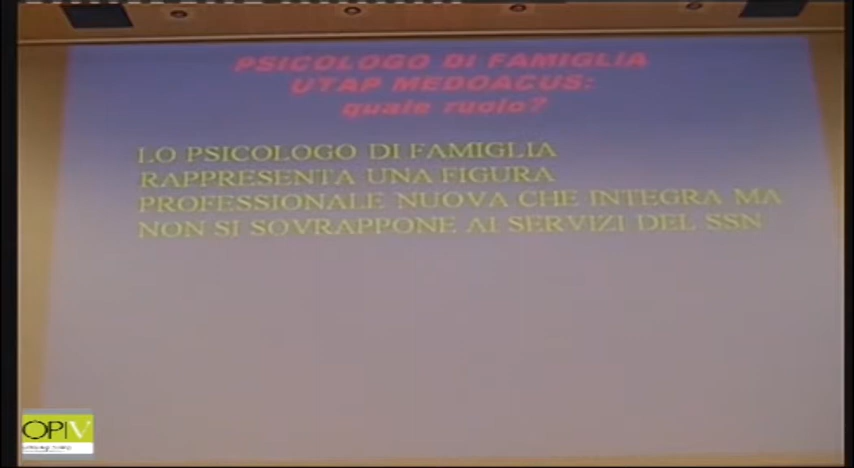 PSICOLOGO DI FAMIGLIA
UTAP MEDOACUS:
quale ruolo?
LO PSICOLOGO DI FAMIGLIA
RAPPRESENTA UNA FIGURA
PROFESSIONALE NUOVA CHE INTEGRA MA
NON SI SOVRAPPONE AI SERVIZI DEL SSN
OPV